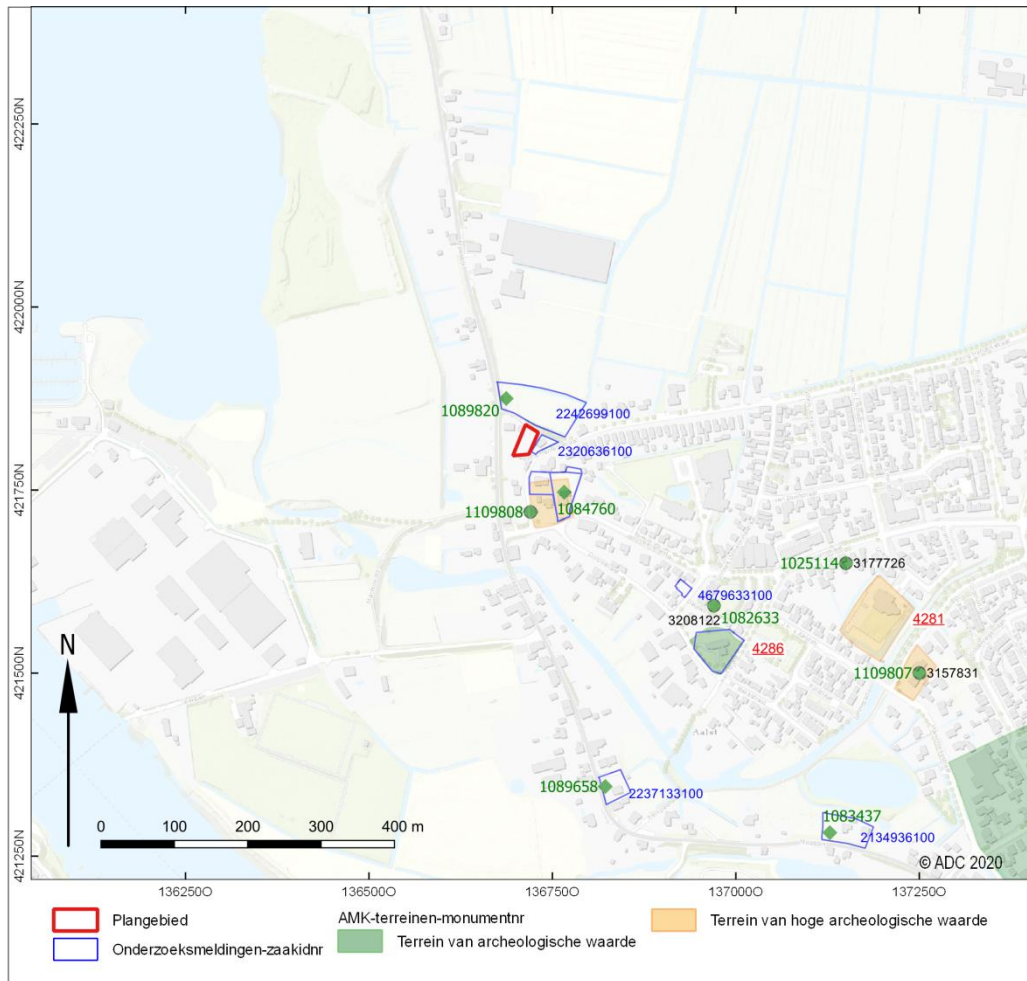 422250N
422000N
1089820
2242699100
2320636100
421750N
1109808
1084760
1025114 3177726
4679633100
3208122 1082633
4281
4286
N
421500N
1109807 3157831
Aalst
1089658
2237133100
0 100 200 300 400 m
1083437
2134936100
421250N
© ADC 2020
136250O
136500O
136750O
137000O
137250O
Plangebied
AMK-terreinen-monumentnr
Terrein van hoge archeologische waarde
Onderzoeksmeldingen-zaakidnr
Terrein van archeologische waarde